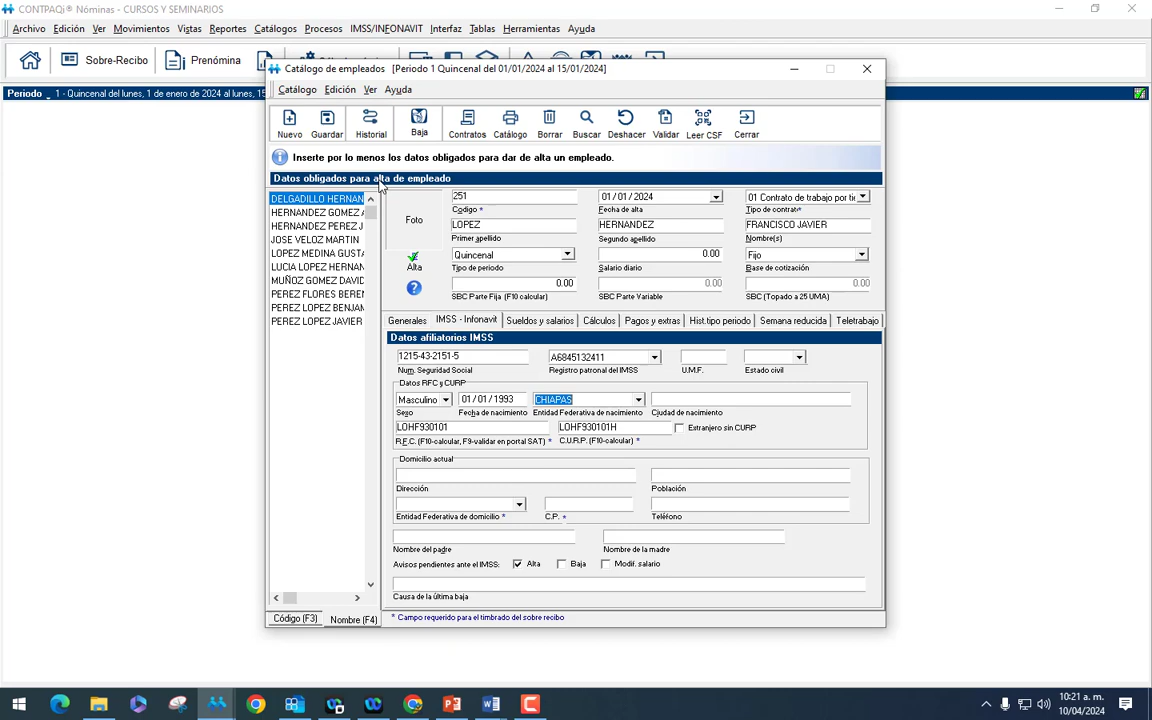 CONTPAQi® Nóminas - CURSOS Y SEMINARIOS
Archivo Edición Ver Movimientos Vistas Reportes Catálogos Procesos IMSS/INFONAVIT Interfaz Tablas Herramientas Ayuda
Sobre-Recibo Prenómina
Catálogo de empleados [Periodo 1 Quincenal del 01/01/2024 al 15/01/2024]
Periodo 1 - Quincenal del lunes, 1 de enero de 2024 al lunes, 15
Catálogo Edición Ver Ayuda
Nuevo Guardar Historial Baja Contratos Catálogo Borrar Buscar Deshacer Validar Leer CSF Cerrar
Inserte por lo menos los datos obligados para dar de alta un empleado.
Datos obligados para alta de empleado
DELGADILLO HERNAN
HERNANDEZ GOMEZ A
HERNANDEZ PEREZ J
JOSE VELOZ MARTIN
LOPEZ MEDINA GUSTA
LUCIA LOPEZ HERNAN
MUÑOZ GOMEZ DAVID
PEREZ FLORES BEREN
PEREZ LOPEZ BENJAM
PEREZ LOPEZ JAVIER
Código (F3) Nombre (F4)
Foto
Alta
251 01/01/2024 01 Contrato de trabajo por tie
Código * Fecha de alta Tipo de contrato*
LOPEZ HERNANDEZ FRANCISCO JAVIER
Primer apellido Segundo apellido Nombre(s)
Quincenal 0.00 Fijo
Tipo de periodo Salario diario Base de cotización
0.00 0.00 0.00
SBC Parte Fija (F10 calcular) SBC Parte Variable SBC (Topado a 25 UMA)
Generales IMSS - Infonavit Sueldos y salarios Cálculos Pagos y extras Hist.tipo periodo Semana reducida Teletrabajo
Datos afiliatorios IMSS
1215-43-2151-5 A6845132411
Num. Seguridad Social Registro patronal del IMSS U.M.F. Estado civil
Datos RFC y CURP
Masculino 01/01/1993 CHIAPAS
Sexo Fecha de nacimiento Entidad Federativa de nacimiento Ciudad de nacimiento
LOHF930101 LOHF930101H Extranjero sin CURP
R.F.C. (F10-calcular, F9-validar en portal SAT) * C.U.R.P. (F10-calcular) *
Domicilio actual
Dirección Población
Entidad Federativa de domicilio * C.P. * Teléfono
Nombre del padre Nombre de la madre
Avisos pendientes ante el IMSS: Alta Baja Modif. salario
Causa de la última baja
* Campo requerido para el timbrado del sobre recibo
10:21 a. m.
10/04/2024